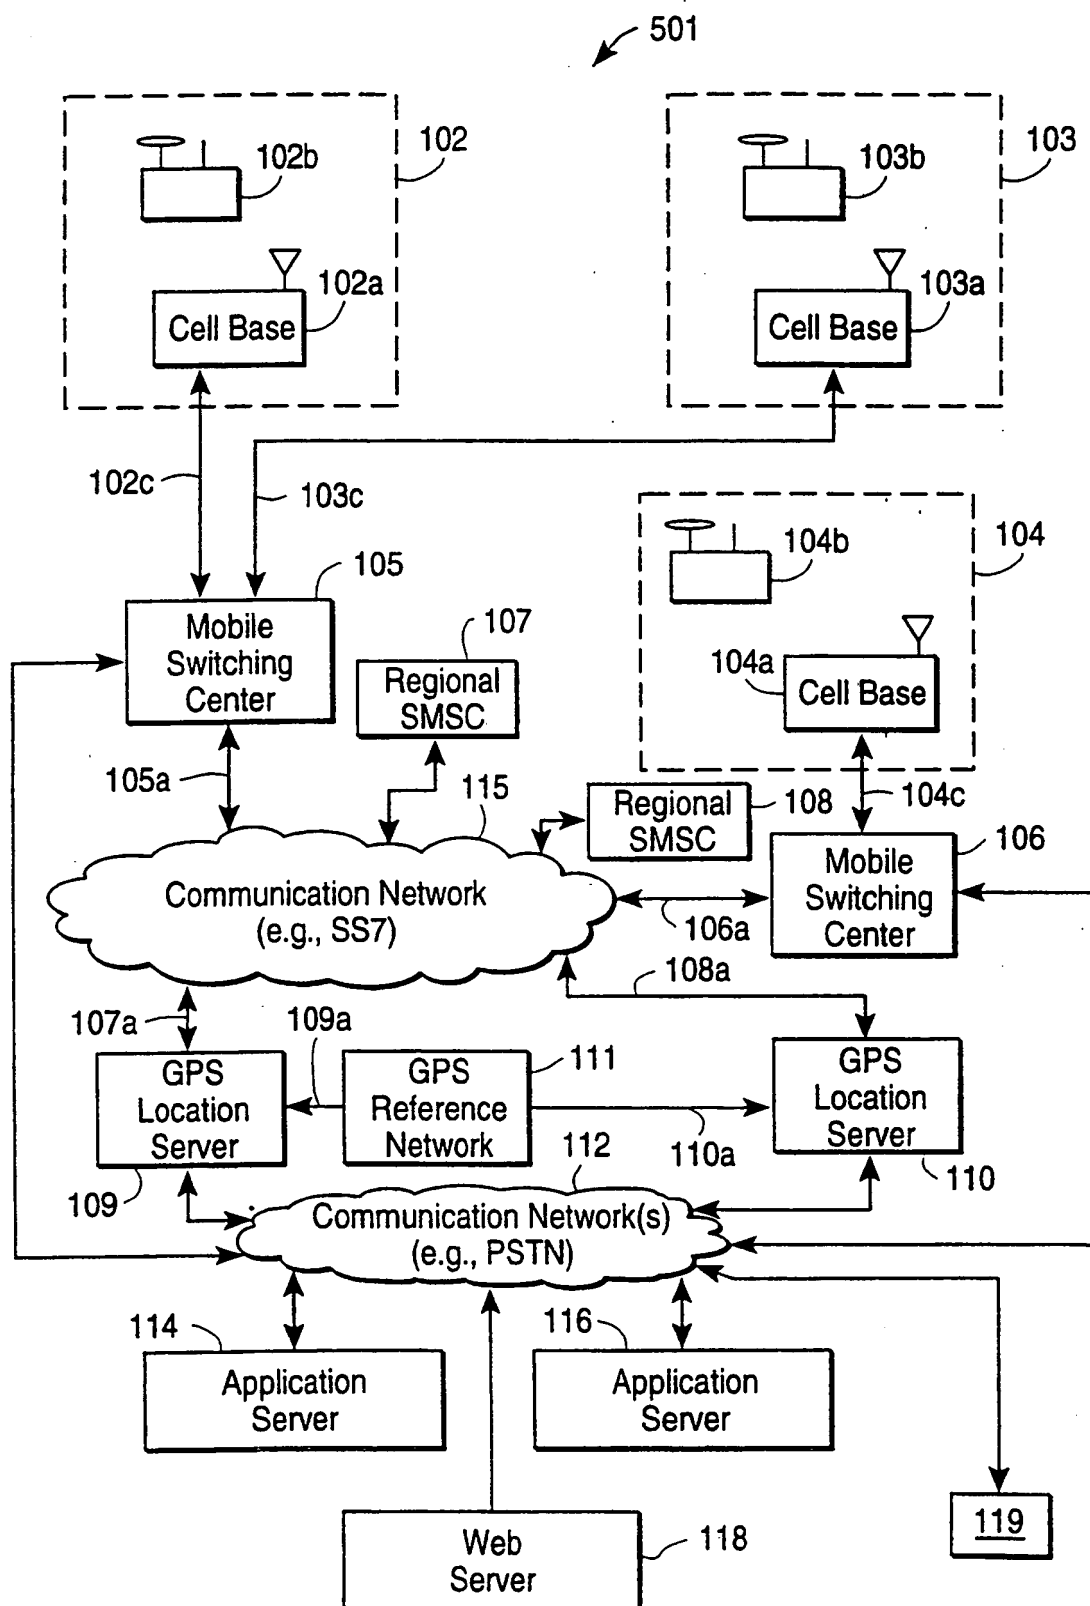 501
102
102b
102a
Cell Base
103
103b
103a
Cell Base
102c
103c
104
104b
104a
Cell Base
104c
105
Mobile
Switching
Center
107
Regional
SMSC
105a
115
Regional
SMSC
108
106
Mobile
Switching
Center
Communication Network
(e.g., SS7)
106a
108a
107a
109a
111
GPS
Location
Server
GPS
Reference
Network
GPS
Location
Server
110a
109
112
110
Communication Network(s)
(e.g., PSTN)
114
116
Application
Server
Application
Server
119
Web
Server
118